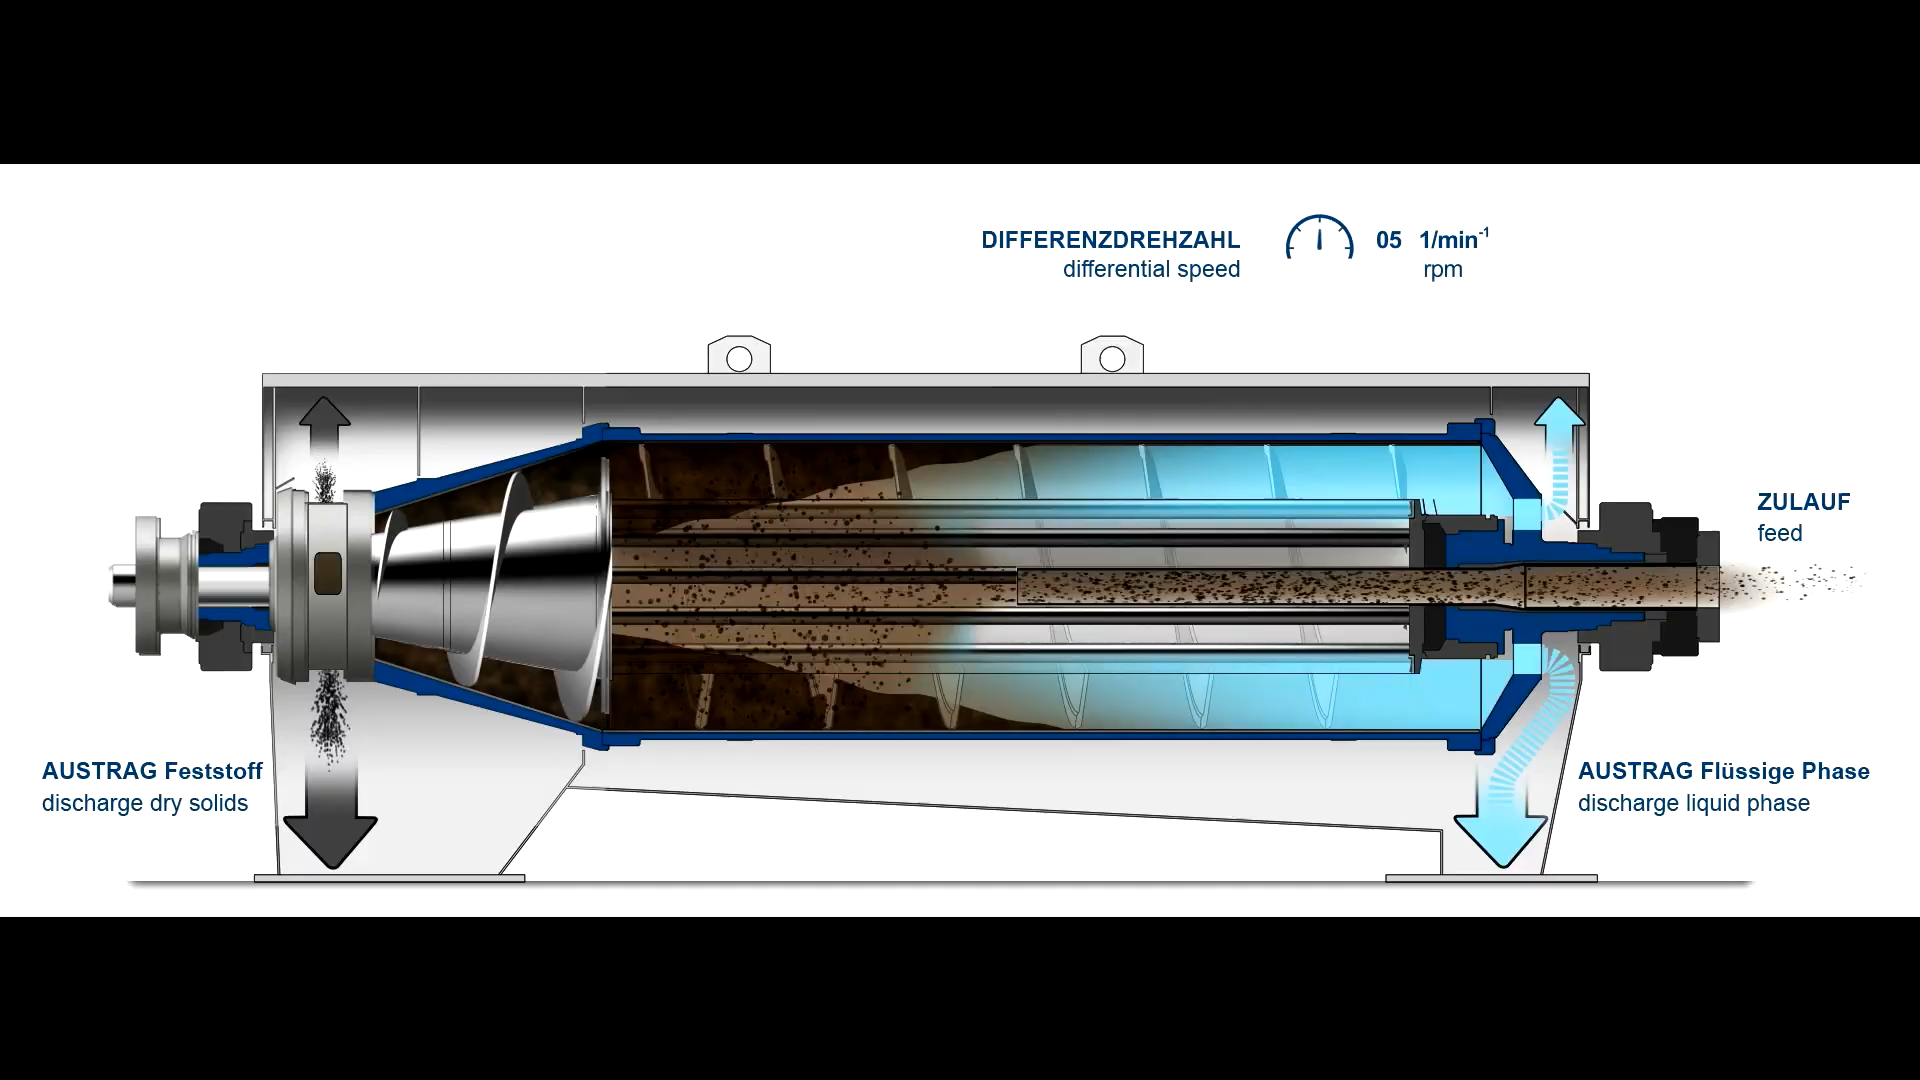 DIFFERENZDREHZAHL 05 1/min⁻¹
differential speed rpm
ZULAUF
feed
AUSTRAG Feststoff
discharge dry solids
AUSTRAG Flüssige Phase
discharge liquid phase